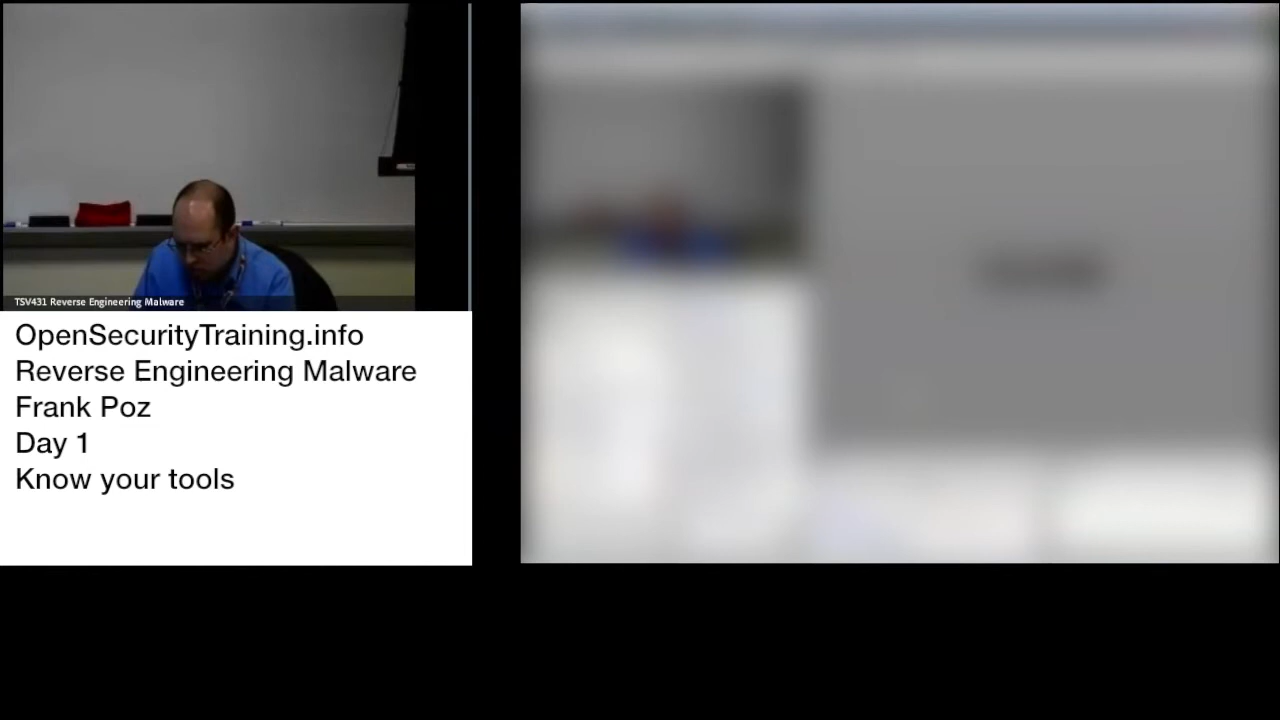 TSV431 Reverse Engineering Malware
OpenSecurityTraining.info
Reverse Engineering Malware
Frank Poz
Day 1
Know your tools